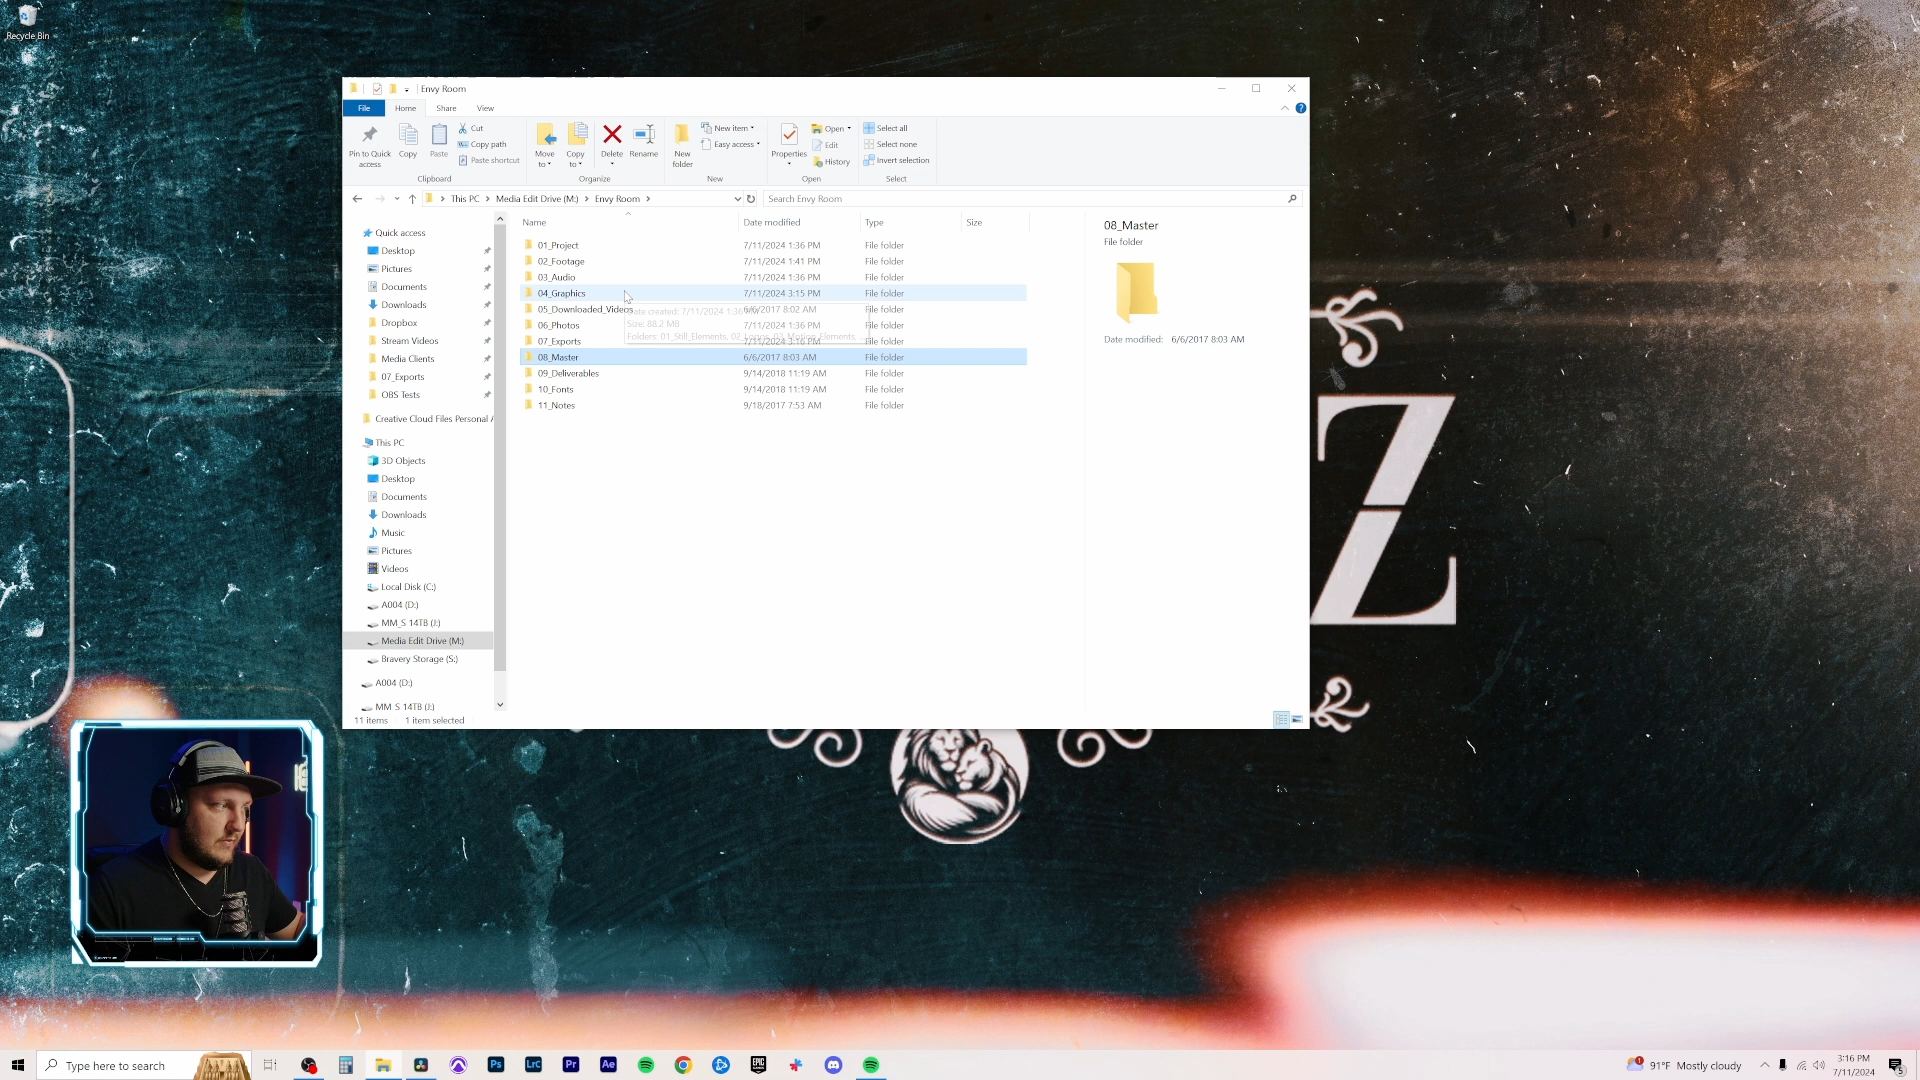 Recycle Bin
Envy Room
File
Home
Share
View
Pin to Quick access
Copy
Paste
Cut
Copy path
Paste shortcut
Clipboard
Move to
Copy to
Delete
Rename
Organize
New folder
New item
Easy access
New
Properties
Open
Edit
History
Open
Select all
Select none
Invert selection
Select
This PC > Media Edit Drive (M:) > Envy Room >
Search Envy Room
Name
Date modified
Type
Size
01_Project 7/11/2024 1:36 PM File folder
02_Footage 7/11/2024 1:41 PM File folder
03_Audio 7/11/2024 1:36 PM File folder
04_Graphics 7/11/2024 3:15 PM File folder
05_Downloaded_Videos 6/6/2017 8:02 AM File folder
06_Photos 7/11/2024 1:36 PM File folder
07_Exports 7/11/2024 3:16 PM File folder
08_Master 6/6/2017 8:03 AM File folder
09_Deliverables 9/14/2018 11:19 AM File folder
10_Fonts 9/14/2018 11:19 AM File folder
11_Notes 9/18/2017 7:53 AM File folder
Date created: 7/11/2024 1:36
Size: 88.2 MB
Folders: 01_Still_Elements, 02_Logos, 03_Motion_Elements
Quick access
Desktop
Pictures
Documents
Downloads
Dropbox
Stream Videos
Media Clients
07_Exports
OBS Tests
Creative Cloud Files Personal A
This PC
3D Objects
Desktop
Documents
Downloads
Music
Pictures
Videos
Local Disk (C:)
A004 (D:)
MM_S 14TB (J:)
Media Edit Drive (M:)
Bravery Storage (S:)
A004 (D:)
MM_S 14TB (J:)
11 items
1 item selected
08_Master
File folder
Date modified: 6/6/2017 8:03 AM
Z
Type here to search
Ps
LrC
Pr
Ae
EPIC GAMES
1
91°F Mostly cloudy
3:16 PM
7/11/2024
5